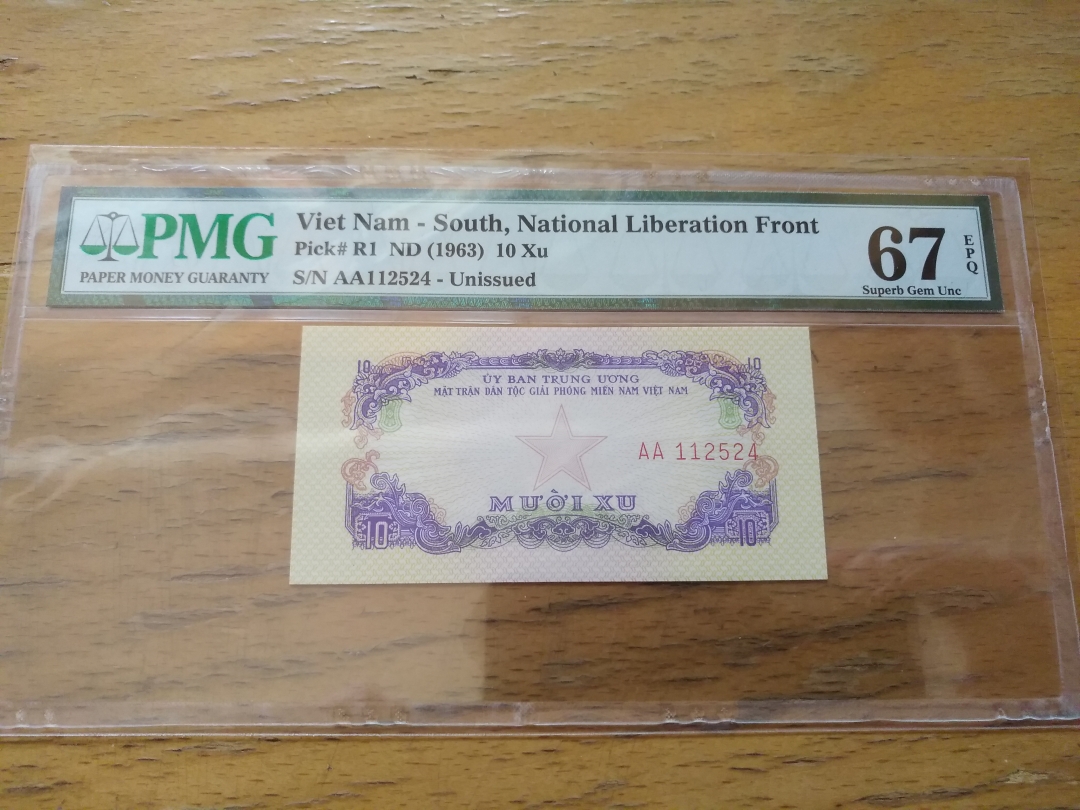 PMG
PAPER MONEY GUARANTY
Viet Nam - South, National Liberation Front
Pick# R1 ND (1963) 10 Xu
S/N AA112524 - Unissued
67
EPQ
Superb Gem Unc
10 10
ỦY BAN TRUNG ƯƠNG
MẶT TRẬN DÂN TỘC GIẢI PHÓNG MIỀN NAM VIỆT NAM
AA 112524
MƯỜI XU
10 10